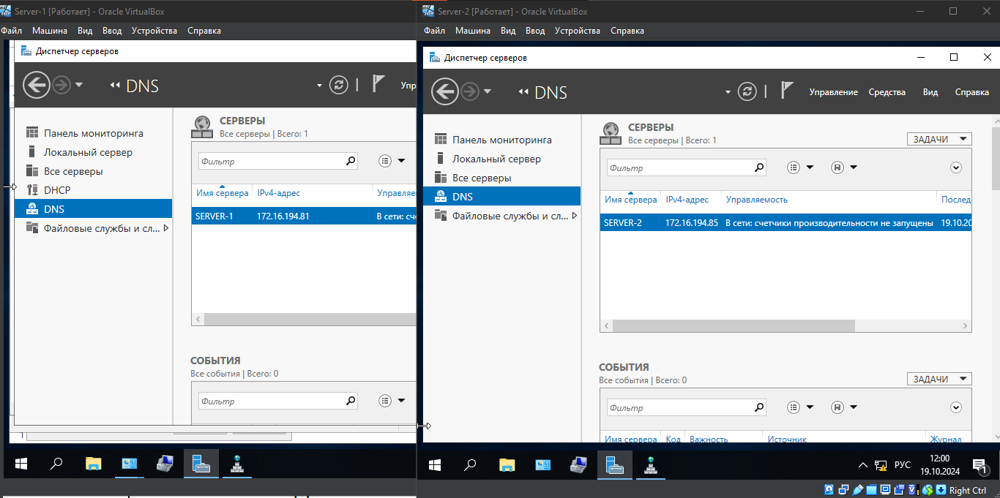 Server-1 [Работает] - Oracle VirtualBox
Файл Машина Вид Ввод Устройства Справка
Диспетчер серверов
DNS
Упр
Панель мониторинга
Локальный сервер
Все серверы
DHCP
DNS
Файловые службы и сл...
СЕРВЕРЫ
Все серверы | Всего: 1
Фильтр
Имя сервера IPv4-адрес Управляем
SERVER-1 172.16.194.81 В сети: сч
СОБЫТИЯ
Все события | Всего: 0
Фильтр
1
Server-2 [Работает] - Oracle VirtualBox
Файл Машина Вид Ввод Устройства Справка
Диспетчер серверов
DNS
Управление Средства Вид Справка
Панель мониторинга
Локальный сервер
Все серверы
DNS
Файловые службы и сл...
СЕРВЕРЫ
Все серверы | Всего: 1
ЗАДАЧИ
Фильтр
Имя сервера IPv4-адрес Управляемость Послед
SERVER-2 172.16.194.85 В сети: счетчики производительности не запущены 19.10.20
СОБЫТИЯ
Все события | Всего: 0
ЗАДАЧИ
Фильтр
Имя сервера Код Важность Источник Журнал
РУС
12:00
19.10.2024
1
Right Ctrl